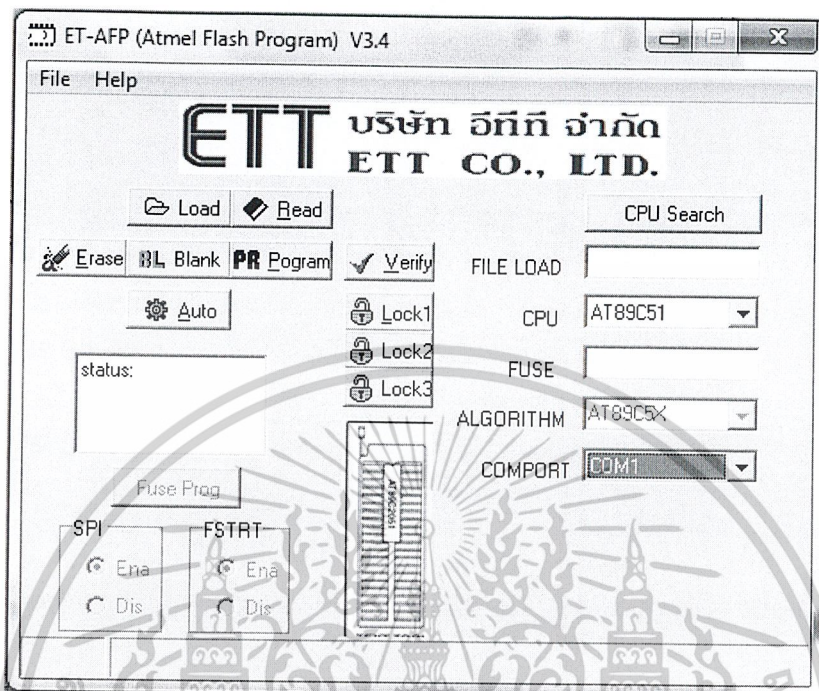 ET-AFP (Atmel Flash Program) V3.4
File Help
ETT บริษัท อีทีที จำกัด
ETT CO., LTD.
Load Read CPU Search
Erase BL Blank PR Pogram Verify FILE LOAD
Auto Lock1 CPU AT89C51
status: Lock2 FUSE
Lock3
ALGORITHM AT89C5X
COMPORT COM1
Fuse Prog
AT89C2051
SPI FSTRT
Ena Ena
Dis Dis